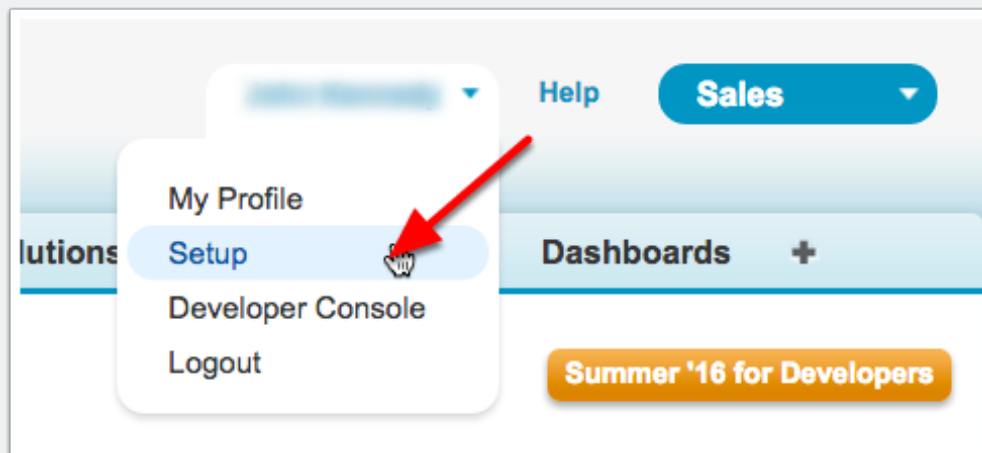 Help
Sales
My Profile
lutions
Setup
Dashboards
Developer Console
Logout
Summer '16 for Developers